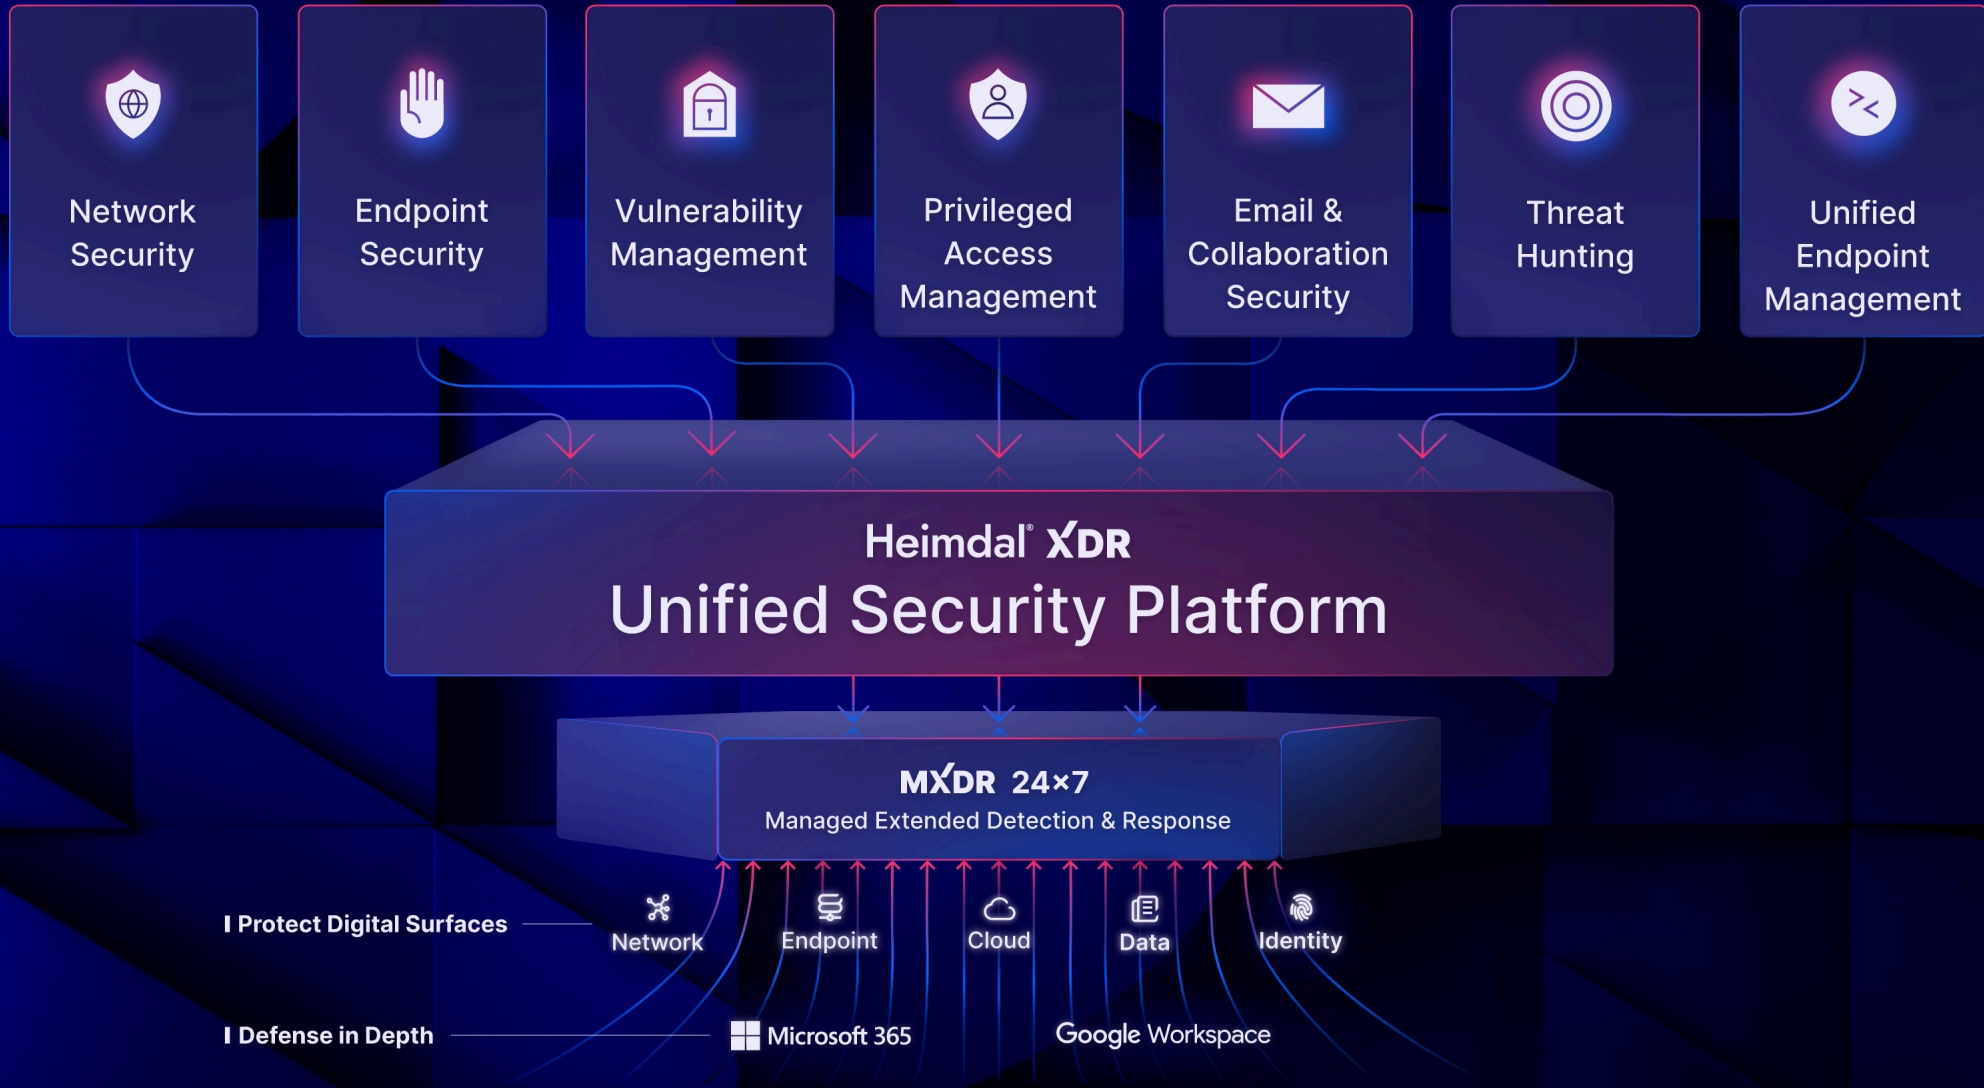 Network
Security
Endpoint
Security
Vulnerability
Management
Privileged
Access
Management
Email &
Collaboration
Security
Threat
Hunting
Unified
Endpoint
Management
Heimdal® XDR
Unified Security Platform
MXDR 24×7
Managed Extended Detection & Response
Protect Digital Surfaces
Network
Endpoint
Cloud
Data
Identity
Defense in Depth
Microsoft 365
Google Workspace